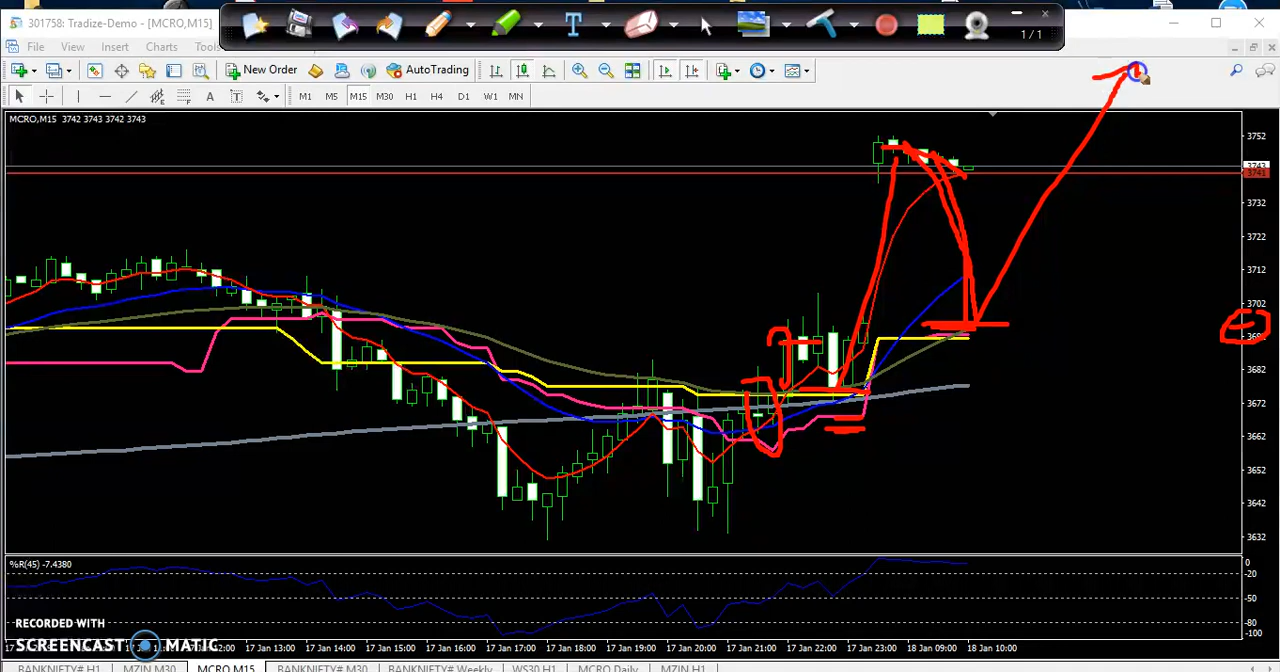 301758: Tradize-Demo - [MCRO,M15]
1 / 1
File View Insert Charts Tools
New Order AutoTrading
A T M1 M5 M15 M30 H1 H4 D1 W1 MN
MCRO,M15 3742 3743 3742 3743
3752
3743
3741
3732
3722
3712
3702
3682
3672
3662
3652
3642
3632
%R(45) -7.4380
0
-20
-50
-80
-100
RECORDED WITH
SCREENCAST MATIC
12:00 17 Jan 13:00 17 Jan 14:00 17 Jan 15:00 17 Jan 16:00 17 Jan 17:00 17 Jan 18:00 17 Jan 19:00 17 Jan 20:00 17 Jan 21:00 17 Jan 22:00 17 Jan 23:00 18 Jan 09:00 18 Jan 10:00
BANKNIFTY# H1 MZIN M30 MCRO M15 BANKNIFTY# M30 BANKNIFTY# Weekly WS30 H1 MCRO Daily MZIN H1